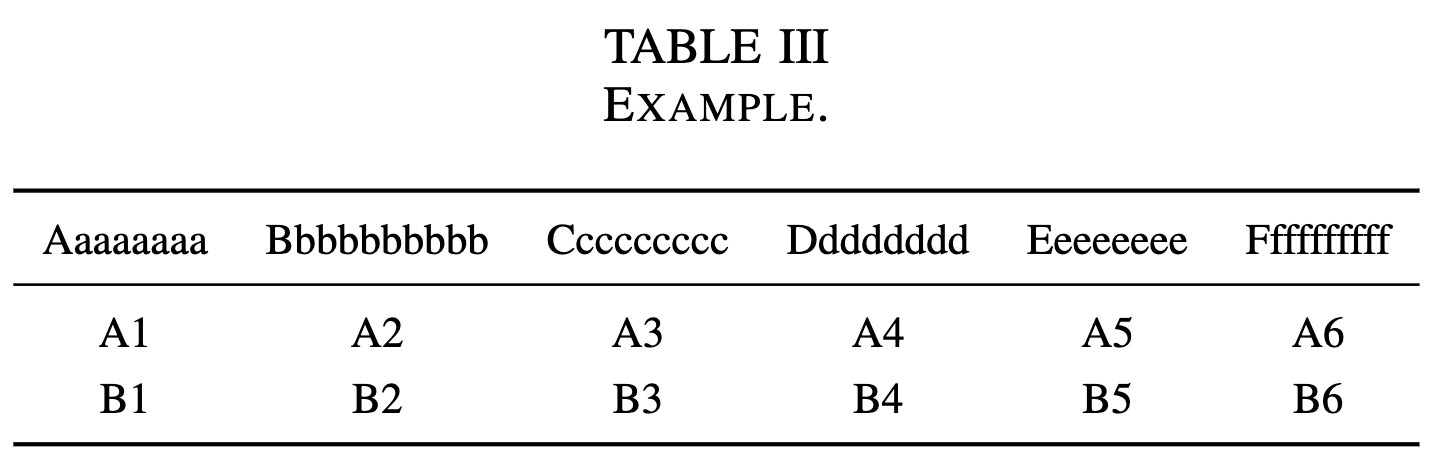 TABLE III
EXAMPLE.
Aaaaaaaa Bbbbbbbbbb Ccccccccc Dddddddd Eeeeeeee Fffffffffff
A1 A2 A3 A4 A5 A6
B1 B2 B3 B4 B5 B6